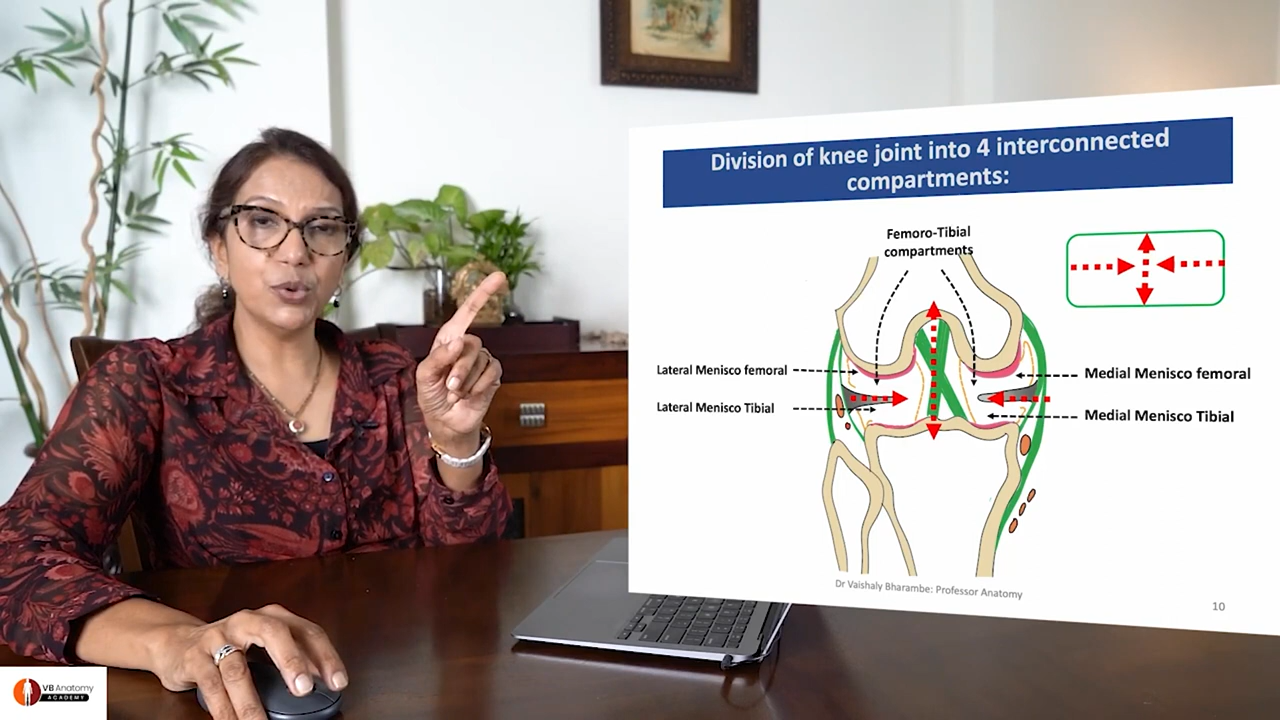 Division of knee joint into 4 interconnected
compartments:
Femoro-Tibial
compartments
Lateral Menisco femoral
Lateral Menisco Tibial
Medial Menisco femoral
Medial Menisco Tibial
Dr Vaishaly Bharambe: Professor Anatomy
10
VB Anatomy
ACADEMY